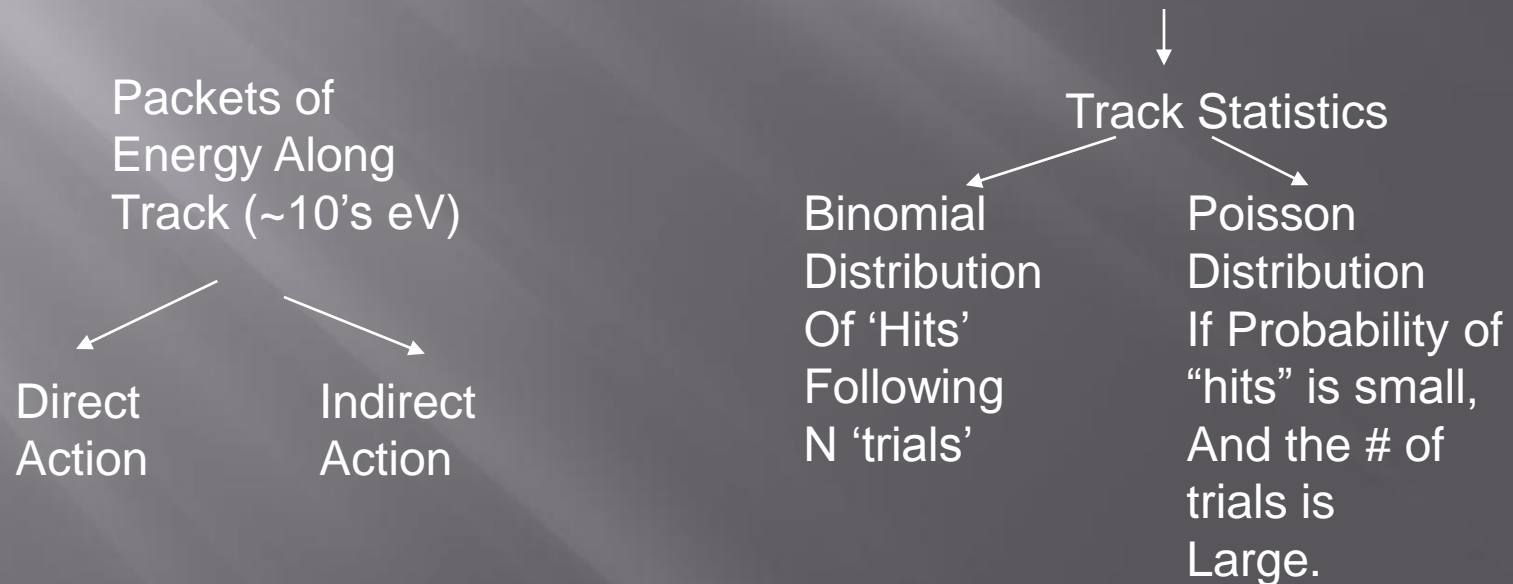 Packets of
Energy Along
Track (~10's eV)
Direct
Action
Indirect
Action
Track Statistics
Binomial
Distribution
Of ‘Hits’
Following
N ‘trials’
Poisson
Distribution
If Probability of
“hits” is small,
And the # of
trials is
Large.